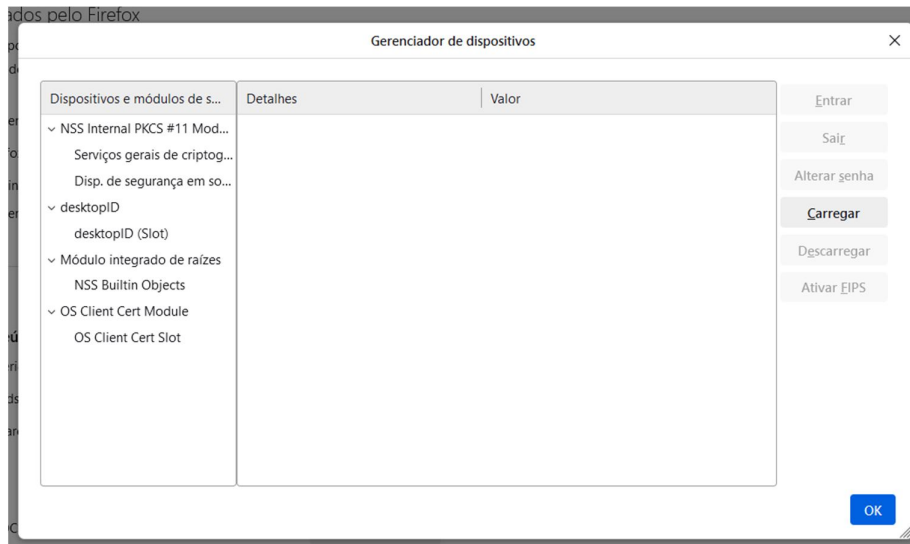 ados pelo Firefox
Gerenciador de dispositivos
Dispositivos e módulos de s... Detalhes Valor
NSS Internal PKCS #11 Mod...
Serviços gerais de criptog...
Disp. de segurança em so...
desktopID
desktopID (Slot)
Módulo integrado de raízes
NSS Builtin Objects
OS Client Cert Module
OS Client Cert Slot
Entrar
Sair
Alterar senha
Carregar
Descarregar
Ativar FIPS
OK